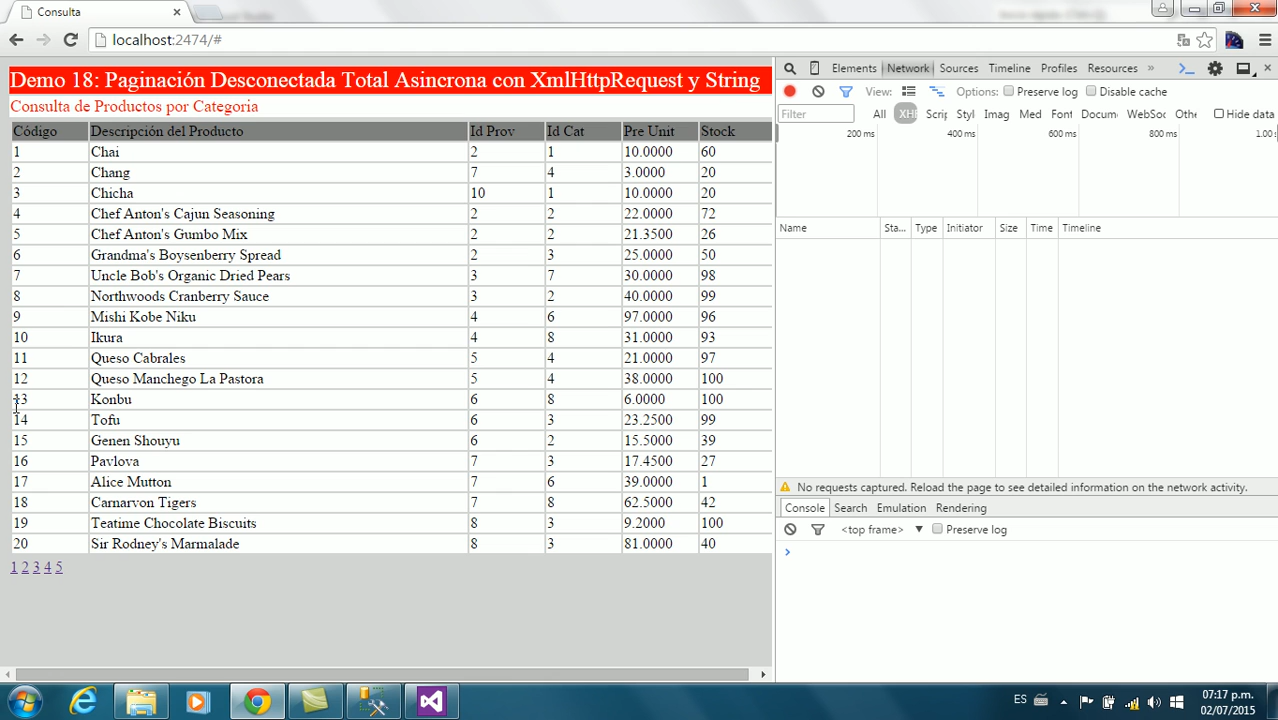 Consulta
localhost:2474/#
Demo 18: Paginación Desconectada Total Asincrona con XmlHttpRequest y String
Consulta de Productos por Categoria
Código Descripción del Producto Id Prov Id Cat Pre Unit Stock
1 Chai 2 1 10.0000 60
2 Chang 7 4 3.0000 20
3 Chicha 10 1 10.0000 20
4 Chef Anton's Cajun Seasoning 2 2 22.0000 72
5 Chef Anton's Gumbo Mix 2 2 21.3500 26
6 Grandma's Boysenberry Spread 2 3 25.0000 50
7 Uncle Bob's Organic Dried Pears 3 7 30.0000 98
8 Northwoods Cranberry Sauce 3 2 40.0000 99
9 Mishi Kobe Niku 4 6 97.0000 96
10 Ikura 4 8 31.0000 93
11 Queso Cabrales 5 4 21.0000 97
12 Queso Manchego La Pastora 5 4 38.0000 100
13 Konbu 6 8 6.0000 100
14 Tofu 6 3 23.2500 99
15 Genen Shouyu 6 2 15.5000 39
16 Pavlova 7 3 17.4500 27
17 Alice Mutton 7 6 39.0000 1
18 Carnarvon Tigers 7 8 62.5000 42
19 Teatime Chocolate Biscuits 8 3 9.2000 100
20 Sir Rodney's Marmalade 8 3 81.0000 40
1 2 3 4 5
Elements Network Sources Timeline Profiles Resources »
View: Options: Preserve log Disable cache
Filter All XHR Scrip Styl Imag Med Font Docum WebSoc Othe Hide data
200 ms 400 ms 600 ms 800 ms 1.00
Name Sta... Type Initiator Size Time Timeline
No requests captured. Reload the page to see detailed information on the network activity.
Console Search Emulation Rendering
<top frame> ▼ Preserve log
>
ES 07:17 p.m.
02/07/2015